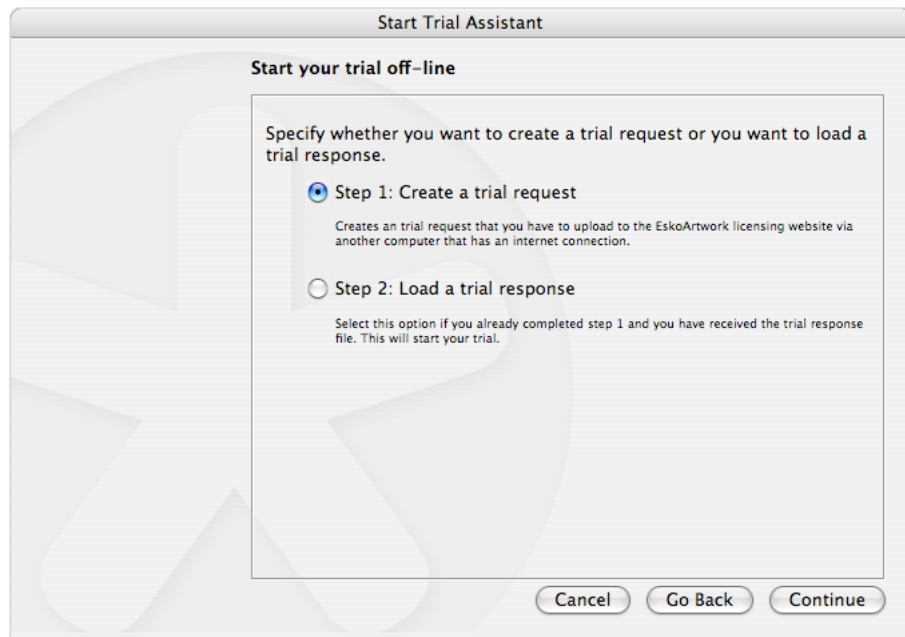 Start Trial Assistant
Start your trial off-line
Specify whether you want to create a trial request or you want to load a
trial response.
Step 1: Create a trial request
Creates an trial request that you have to upload to the EskoArtwork licensing website via
another computer that has an internet connection.
Step 2: Load a trial response
Select this option if you already completed step 1 and you have received the trial response
file. This will start your trial.
Cancel Go Back Continue